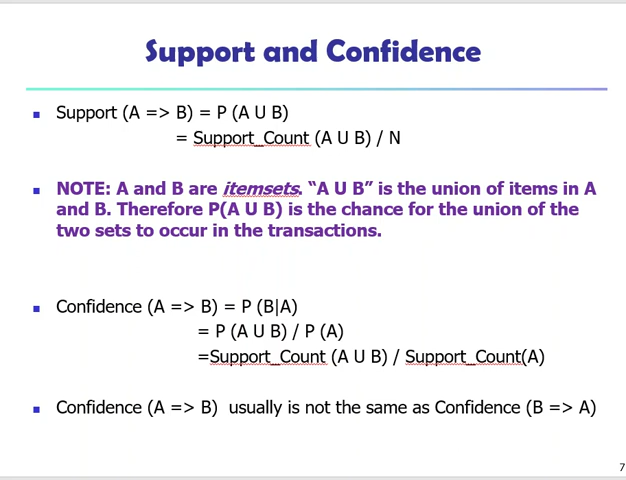 Support and Confidence
Support (A => B) = P (A U B)
= Support_Count (A U B) / N
NOTE: A and B are itemsets. “A U B” is the union of items in A
and B. Therefore P(A U B) is the chance for the union of the
two sets to occur in the transactions.
Confidence (A => B) = P (B|A)
= P (A U B) / P (A)
=Support_Count (A U B) / Support_Count(A)
Confidence (A => B)  usually is not the same as Confidence (B => A)
7